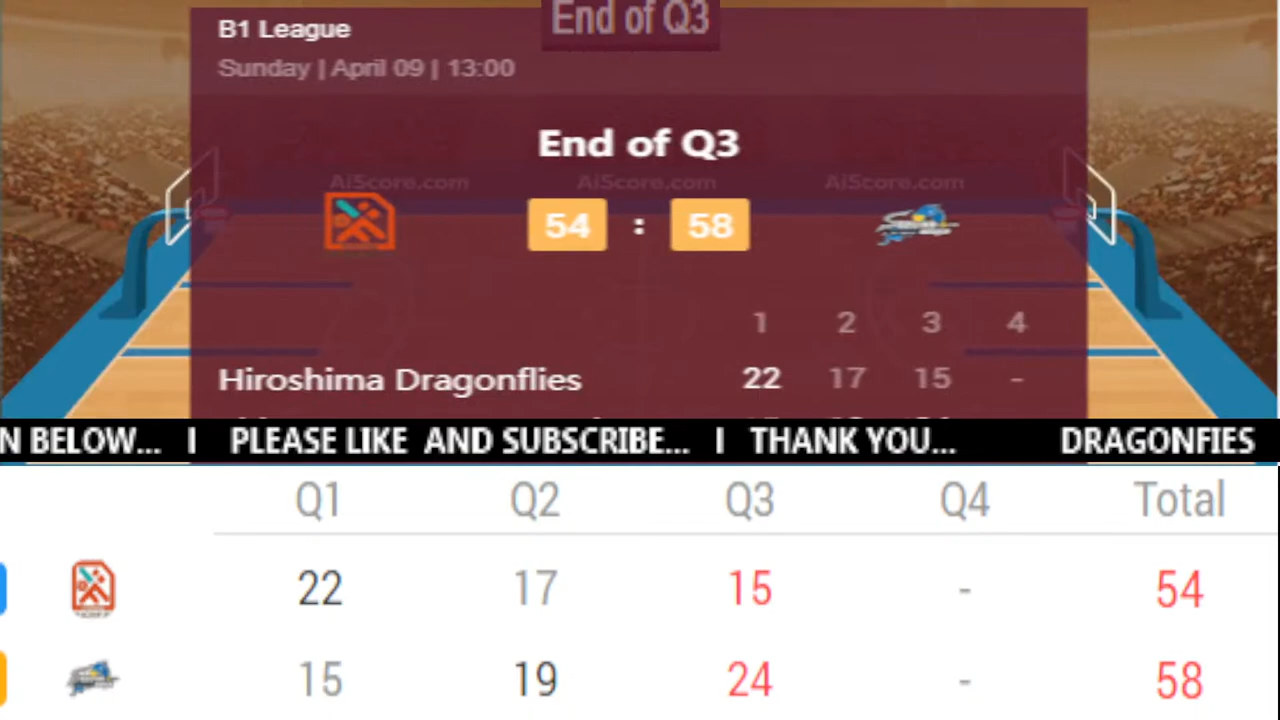 End of Q3
B1 League
Sunday | April 09 | 13:00
End of Q3
AiScore.com AiScore.com AiScore.com
54 : 58
1 2 3 4
Hiroshima Dragonflies 22 17 15 -
N BELOW... I PLEASE LIKE AND SUBSCRIBE... I THANK YOU... DRAGONFIES
Q1 Q2 Q3 Q4 Total
22 17 15 - 54
15 19 24 - 58